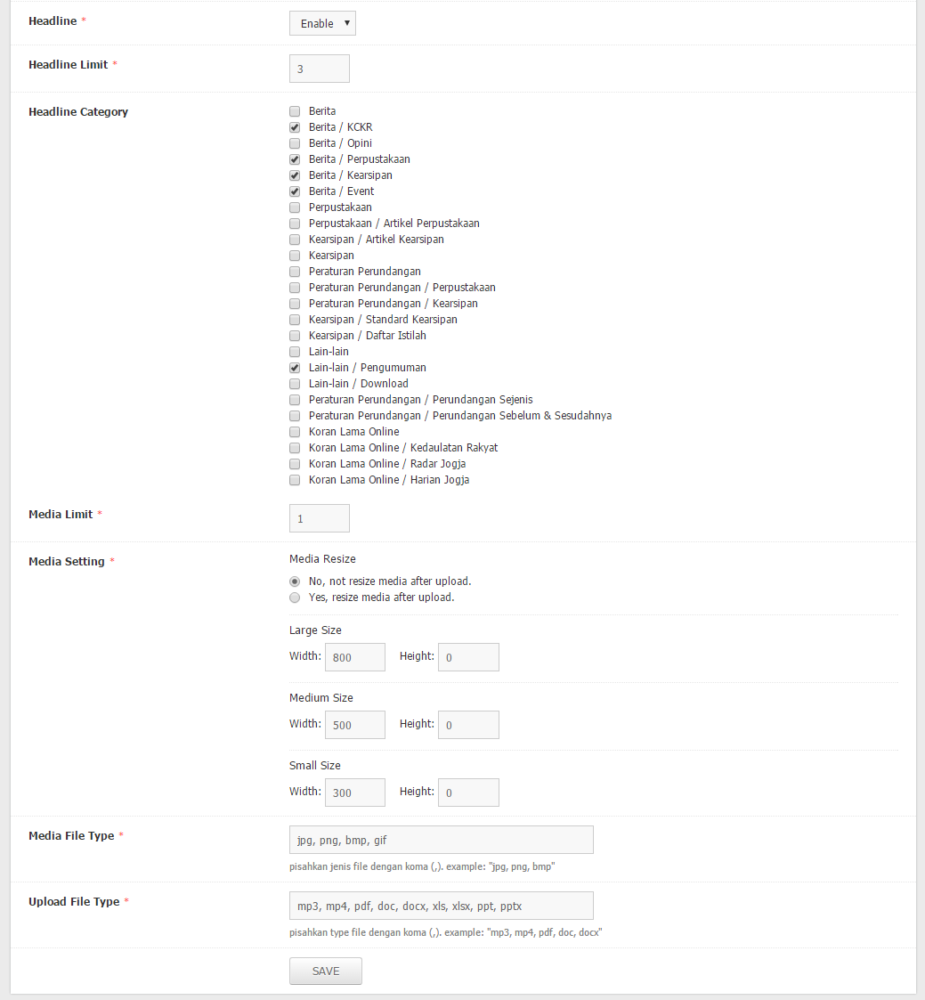 Headline * Enable
Headline Limit * 3
Headline Category
Berita
Berita / KCKR
Berita / Opini
Berita / Perpustakaan
Berita / Kearsipan
Berita / Event
Perpustakaan
Perpustakaan / Artikel Perpustakaan
Kearsipan / Artikel Kearsipan
Kearsipan
Peraturan Perundangan
Peraturan Perundangan / Perpustakaan
Peraturan Perundangan / Kearsipan
Kearsipan / Standard Kearsipan
Kearsipan / Daftar Istilah
Lain-lain
Lain-lain / Pengumuman
Lain-lain / Download
Peraturan Perundangan / Perundangan Sejenis
Peraturan Perundangan / Perundangan Sebelum & Sesudahnya
Koran Lama Online
Koran Lama Online / Kedaulatan Rakyat
Koran Lama Online / Radar Jogja
Koran Lama Online / Harian Jogja
Media Limit * 1
Media Setting * Media Resize
No, not resize media after upload.
Yes, resize media after upload.
Large Size
Width: 800 Height: 0
Medium Size
Width: 500 Height: 0
Small Size
Width: 300 Height: 0
Media File Type * jpg, png, bmp, gif
pisahkan jenis file dengan koma (,). example: "jpg, png, bmp"
Upload File Type * mp3, mp4, pdf, doc, docx, xls, xlsx, ppt, pptx
pisahkan type file dengan koma (,). example: "mp3, mp4, pdf, doc, docx"
SAVE